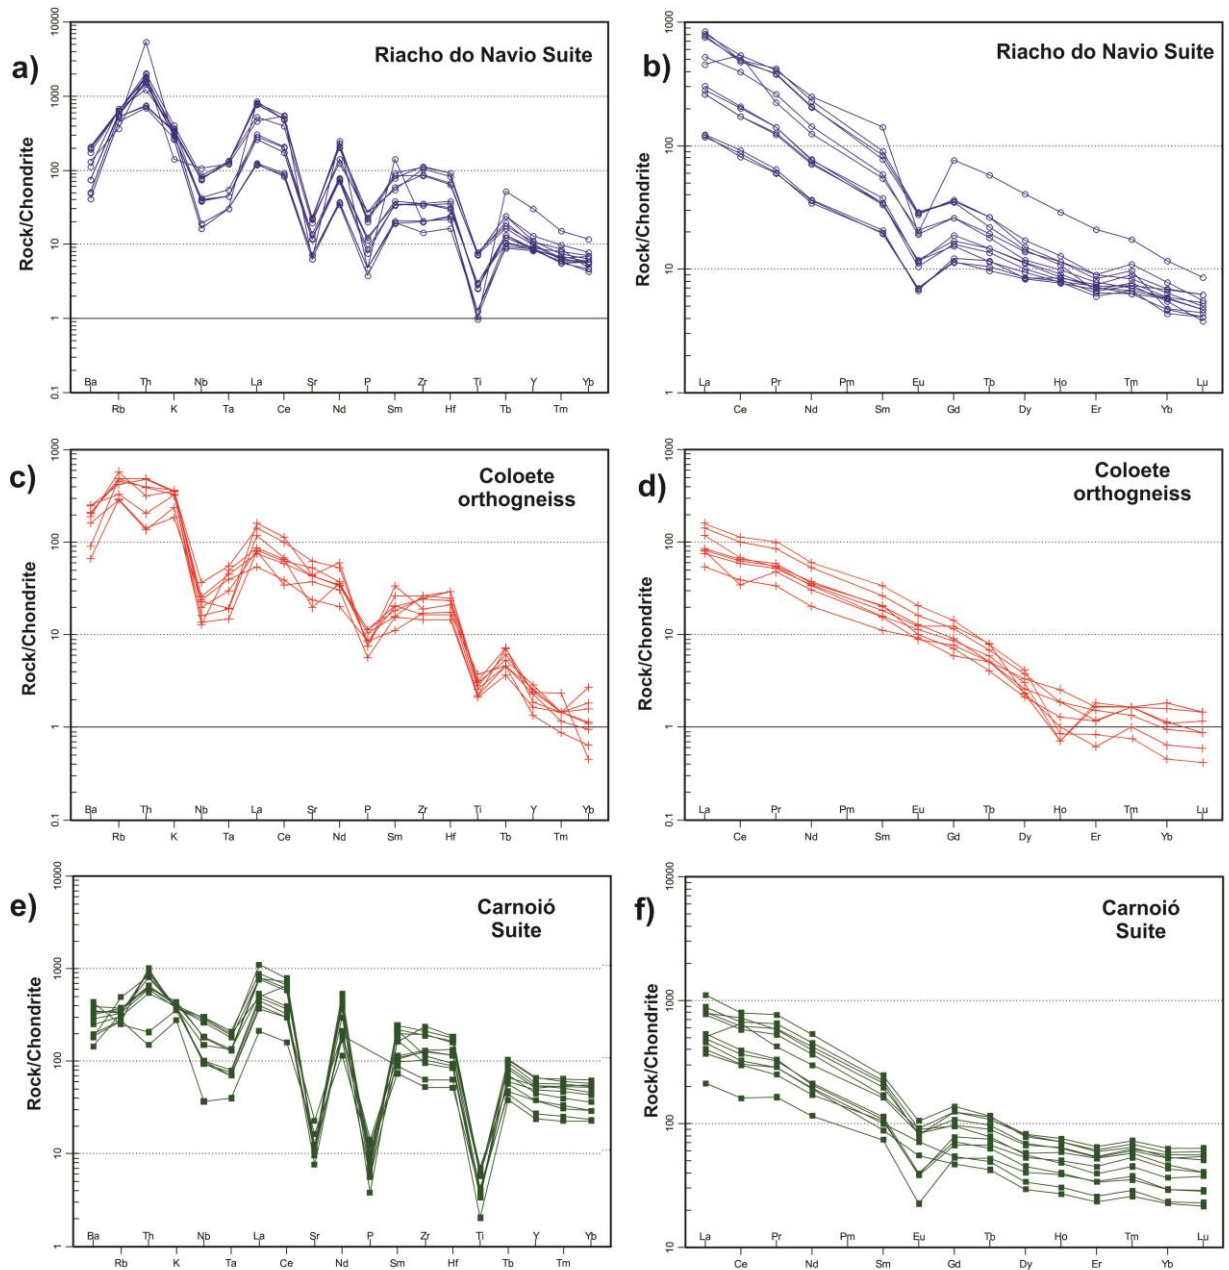 a)
Riacho do Navio Suite
Rock/Chondrite
10000
1000
100
10
1
0.1
Ba Th K... Nb La Sr P Zr Ti Y Yb
Rb K Ta Ce Nd Sm Hf Tb Tm
b)
Riacho do Navio Suite
Rock/Chondrite
1000
100
10
1
La Pr Pm Eu Tb Ho Tm Lu
Ce Nd Sm Gd Dy Er Yb
c)
Coloete
orthogneiss
Rock/Chondrite
1000
100
10
1
0.1
Ba Th Nb La Sr P Zr Ti Y Yb
Rb K Ta Ce Nd Sm Hf Tb Tm
d)
Coloete
orthogneiss
Rock/Chondrite
1000
100
10
1
0.1
La Pr Pm Eu Tb Ho Tm Lu
Ce Nd Sm Gd Dy Er Yb
e)
Carnoió
Suite
Rock/Chondrite
10000
1000
100
10
1
Ba Th Nb La Sr P Zr Ti Y Yb
Rb K Ta Ce Nd Sm Hf Tb Tm
f)
Carnoió
Suite
Rock/Chondrite
10000
1000
100
10
La Pr Pm Eu Tb Ho Tm Lu
Ce Nd Sm Gd Dy Er Yb